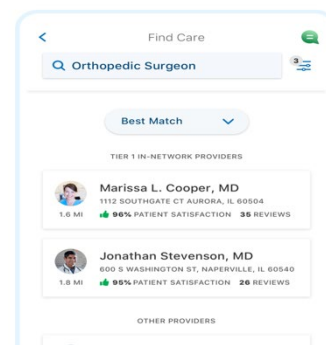 Find Care
Orthopedic Surgeon
3
Best Match
TIER 1 IN-NETWORK PROVIDERS
Marissa L. Cooper, MD
1112 SOUTHGATE CT AURORA, IL 60504
1.6 MI 96% PATIENT SATISFACTION 35 REVIEWS
Jonathan Stevenson, MD
600 S WASHINGTON ST, NAPERVILLE, IL 60540
1.8 MI 95% PATIENT SATISFACTION 26 REVIEWS
OTHER PROVIDERS